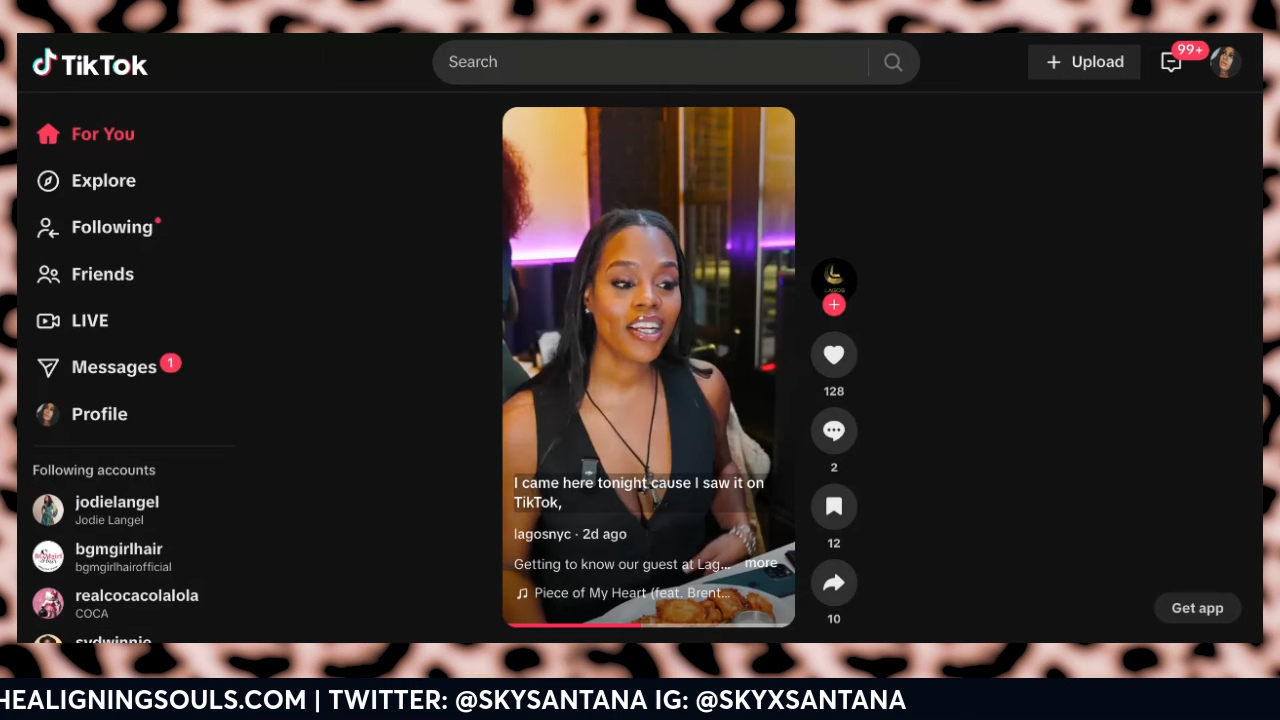 TikTok
Search
Upload
99+
For You
Explore
Following
Friends
LIVE
Messages 1
Profile
Following accounts
jodielangel
Jodie Langel
bgmgirlhair
bgmgirlhairofficial
realcocacolalola
COCA
LAGOS
128
2
12
10
I came here tonight cause I saw it on
TikTok,
lagosnyc · 2d ago
Getting to know our guest at Lag... more
Piece of My Heart (feat. Brent...
Get app
HEALIGNINGSOULS.COM | TWITTER: @SKYSANTANA IG: @SKYXSANTANA